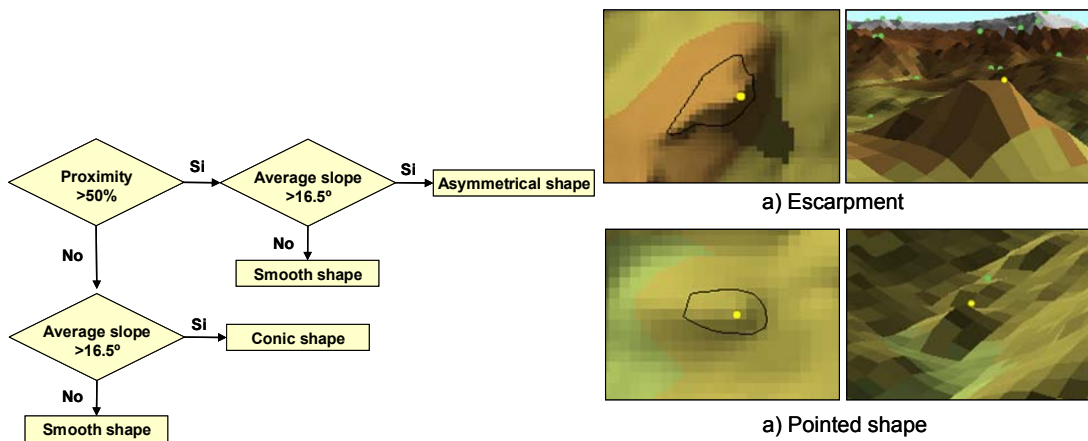 Proximity
>50%
Si
Average slope
>16.5º
Si
Asymmetrical shape
No
Smooth shape
No
Average slope
>16.5º
Si
Conic shape
No
Smooth shape
a) Escarpment
a) Pointed shape